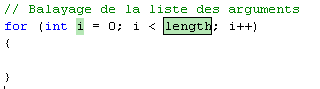 // Balayage de la liste des arguments
for (int i = 0; i < length; i++)
{
}